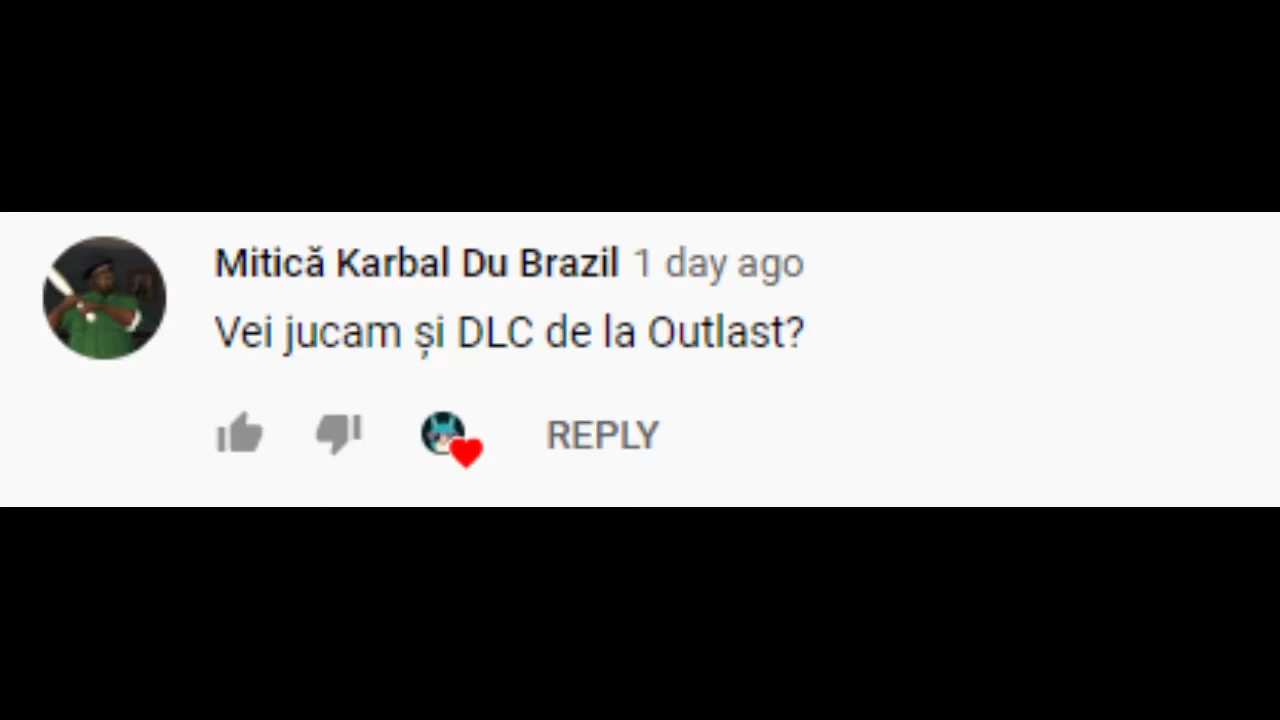 Mitică Karbal Du Brazil 1 day ago
Vei jucam și DLC de la Outlast?
REPLY